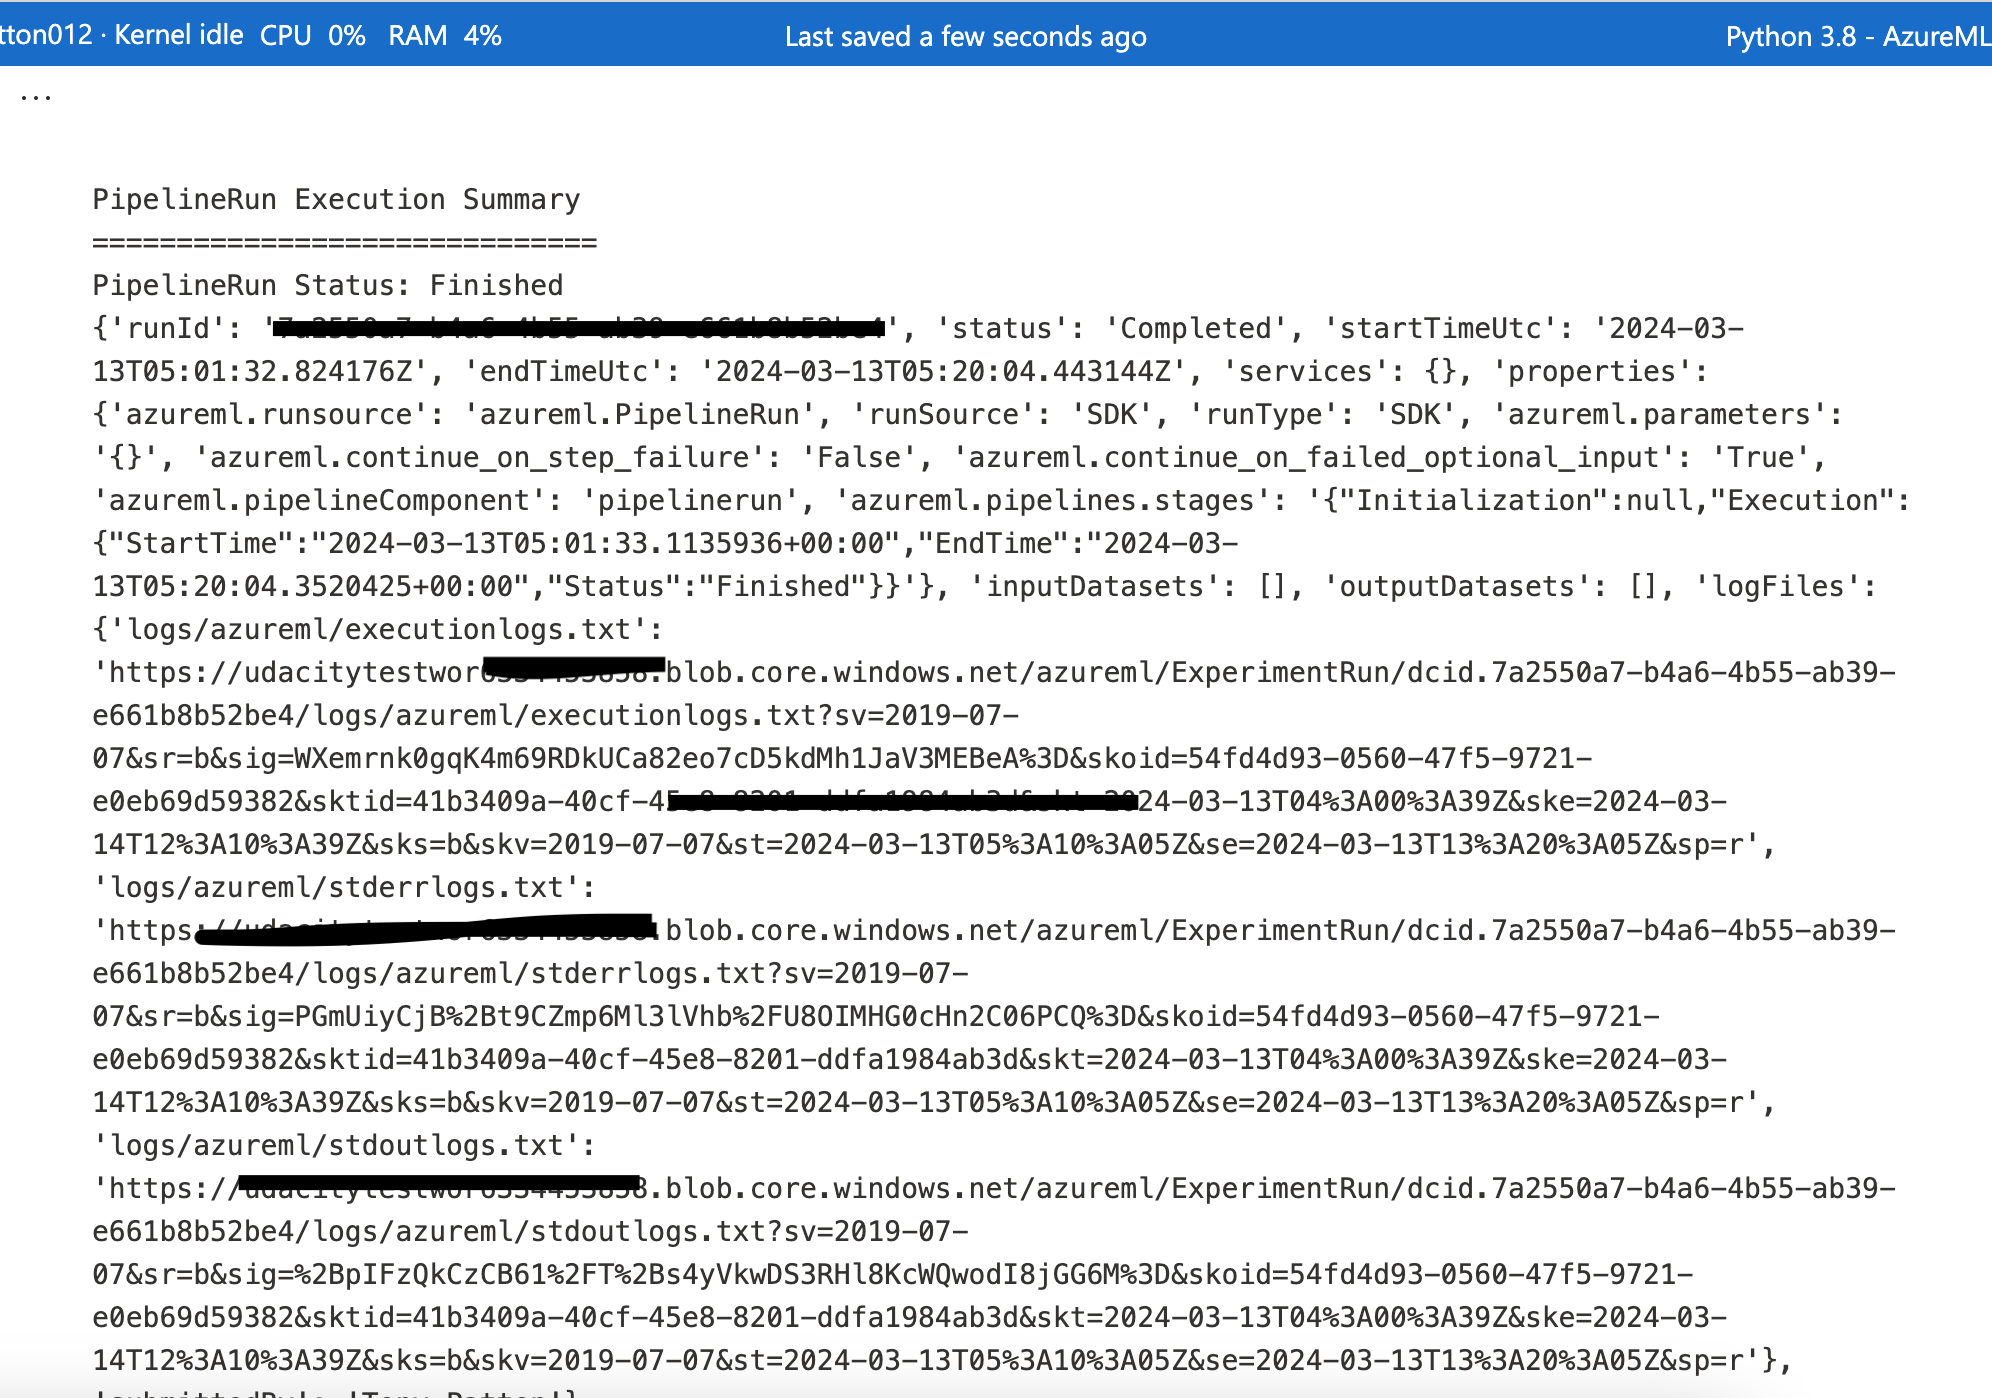 tton012 · Kernel idle CPU 0% RAM 4%
Last saved a few seconds ago
Python 3.8 - AzureML
...
PipelineRun Execution Summary
==============================
PipelineRun Status: Finished
{'runId': '', 'status': 'Completed', 'startTimeUtc': '2024-03-
13T05:01:32.824176Z', 'endTimeUtc': '2024-03-13T05:20:04.443144Z', 'services': {}, 'properties':
{'azureml.runsource': 'azureml.PipelineRun', 'runSource': 'SDK', 'runType': 'SDK', 'azureml.parameters':
'{}', 'azureml.continue_on_step_failure': 'False', 'azureml.continue_on_failed_optional_input': 'True',
'azureml.pipelineComponent': 'pipelinerun', 'azureml.pipelines.stages': '{"Initialization":null,"Execution":
{"StartTime":"2024-03-13T05:01:33.1135936+00:00","EndTime":"2024-03-
13T05:20:04.3520425+00:00","Status":"Finished"}}'}, 'inputDatasets': [], 'outputDatasets': [], 'logFiles':
{'logs/azureml/executionlogs.txt':
'https://udacitytestwor blob.core.windows.net/azureml/ExperimentRun/dcid.7a2550a7-b4a6-4b55-ab39-
e661b8b52be4/logs/azureml/executionlogs.txt?sv=2019-07-
07&sr=b&sig=WXemrnk0gqK4m69RDkUCa82eo7cD5kdMh1JaV3MEBeA%3D&skoid=54fd4d93-0560-47f5-9721-
e0eb69d59382&sktid=41b3409a-40cf-4 24-03-13T04%3A00%3A39Z&ske=2024-03-
14T12%3A10%3A39Z&sks=b&skv=2019-07-07&st=2024-03-13T05%3A10%3A05Z&se=2024-03-13T13%3A20%3A05Z&sp=r',
'logs/azureml/stderrlogs.txt':
'https blob.core.windows.net/azureml/ExperimentRun/dcid.7a2550a7-b4a6-4b55-ab39-
e661b8b52be4/logs/azureml/stderrlogs.txt?sv=2019-07-
07&sr=b&sig=PGmUiyCjB%2Bt9CZmp6Ml3lVhb%2FU8OIMHG0cHn2C06PCQ%3D&skoid=54fd4d93-0560-47f5-9721-
e0eb69d59382&sktid=41b3409a-40cf-45e8-8201-ddfa1984ab3d&skt=2024-03-13T04%3A00%3A39Z&ske=2024-03-
14T12%3A10%3A39Z&sks=b&skv=2019-07-07&st=2024-03-13T05%3A10%3A05Z&se=2024-03-13T13%3A20%3A05Z&sp=r',
'logs/azureml/stdoutlogs.txt':
'https:// .blob.core.windows.net/azureml/ExperimentRun/dcid.7a2550a7-b4a6-4b55-ab39-
e661b8b52be4/logs/azureml/stdoutlogs.txt?sv=2019-07-
07&sr=b&sig=%2BpIFzQkCzCB61%2FT%2Bs4yVkwDS3RHl8KcWQwodI8jGG6M%3D&skoid=54fd4d93-0560-47f5-9721-
e0eb69d59382&sktid=41b3409a-40cf-45e8-8201-ddfa1984ab3d&skt=2024-03-13T04%3A00%3A39Z&ske=2024-03-
14T12%3A10%3A39Z&sks=b&skv=2019-07-07&st=2024-03-13T05%3A10%3A05Z&se=2024-03-13T13%3A20%3A05Z&sp=r'},